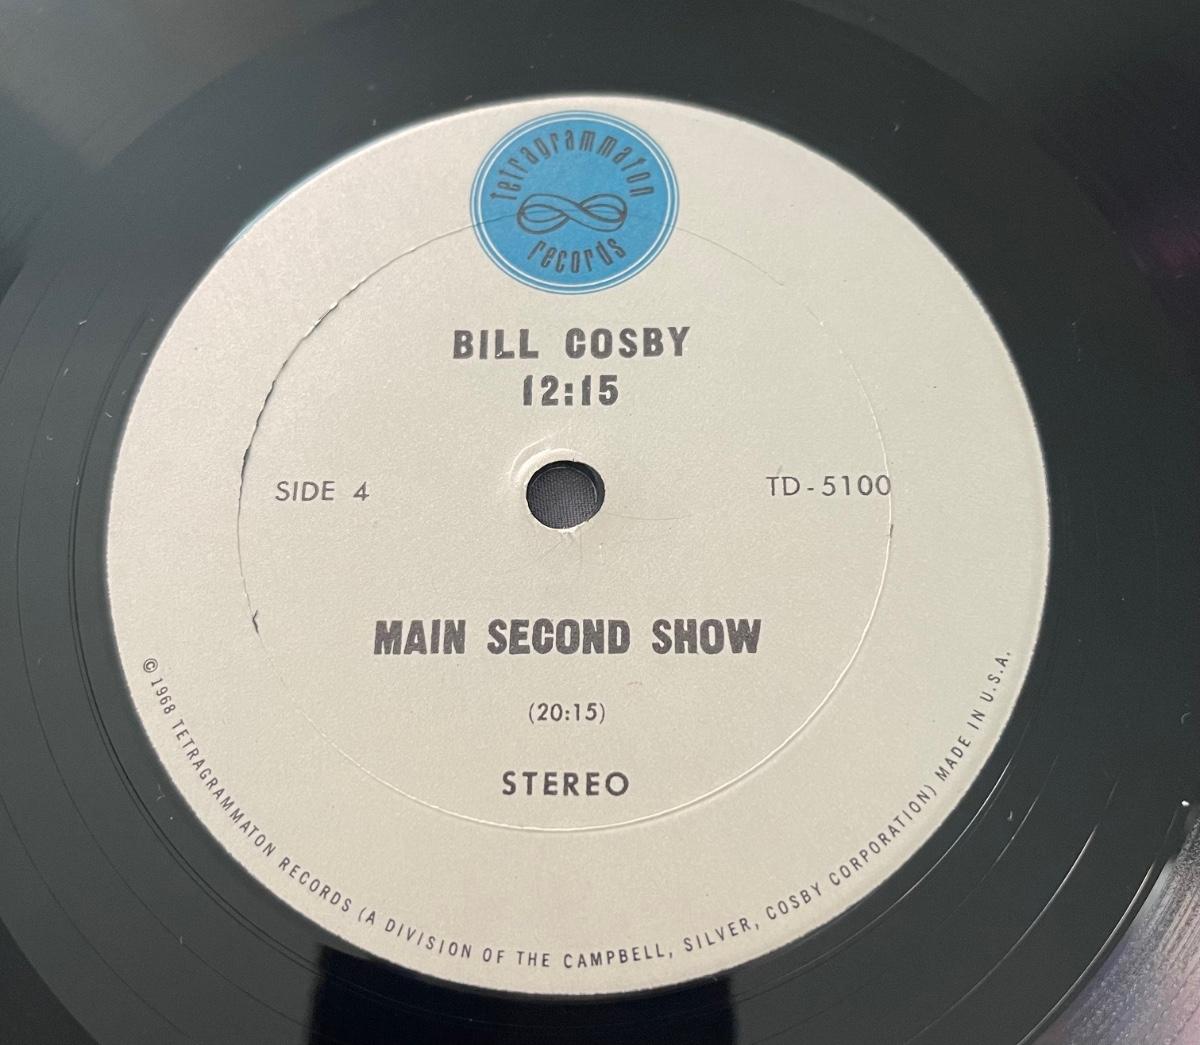 tetragrammaton
records
BILL COSBY
12:15
SIDE 4
TD-5100
MAIN SECOND SHOW
(20:15)
STEREO
© 1968 TETRAGRAMMATON RECORDS (A DIVISION OF THE CAMPBELL, SILVER, COSBY CORPORATION) MADE IN U.S.A.